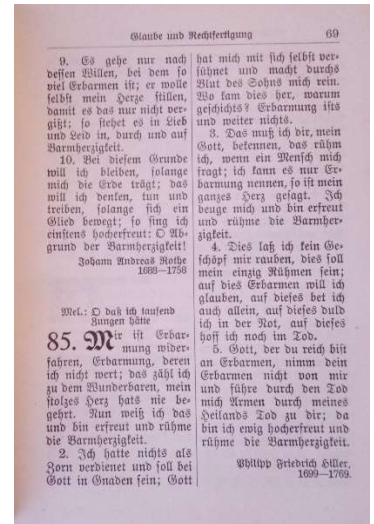 Glaube und Rechtfertigung 69
9. Es gehe nur nach
dessen Willen, bei dem so
viel Erbarmen ist; er wolle
selbst mein Herze stillen,
damit es das nur nicht ver-
gißt; so stehet es in Lieb
und Leid in, durch und auf
Barmherzigkeit.
10. Bei diesem Grunde
will ich bleiben, solange
mich die Erde trägt; das
will ich denken, tun und
treiben, solange sich ein
Glied bewegt; so sing ich
einstens hocherfreut: O Ab-
grund der Barmherzigkeit!
Johann Andreas Rothe
1688—1758
Mel.: O daß ich tausend
Zungen hätte
85. Mir ist Erbar-
mung wider-
fahren, Erbarmung, deren
ich nicht wert; das zähl ich
zu dem Wunderbaren, mein
stolzes Herz hats nie be-
gehrt. Nun weiß ich das
und bin erfreut und rühme
die Barmherzigkeit.
2. Ich hatte nichts als
Zorn verdienet und soll bei
Gott in Gnaden sein; Gott
hat mich mit sich selbst ver-
sühnet und macht durchs
Blut des Sohns mich rein.
Wo kam dies her, warum
geschichts? Erbarmung ists
und weiter nichts.
3. Das muß ich dir, mein
Gott, bekennen, das rühm
ich, wenn ein Mensch mich
fragt; ich kann es nur Er-
barmung nennen, so ist mein
ganzes Herz gesagt. Ich
beuge mich und bin erfreut
und rühme die Barmher-
zigkeit.
4. Dies laß ich kein Ge-
schöpf mir rauben, dies soll
mein einzig Rühmen sein;
auf dies Erbarmen will ich
glauben, auf dieses bet ich
auch allein, auf dieses duld
ich in der Not, auf dieses
hoff ich noch im Tod.
5. Gott, der du reich bist
an Erbarmen, nimm dein
Erbarmen nicht von mir
und führe durch den Tod
mich Armen durch meines
Heilands Tod zu dir; da
bin ich ewig hocherfreut und
rühme die Barmherzigkeit.
Philipp Friedrich Hiller,
1699—1769.